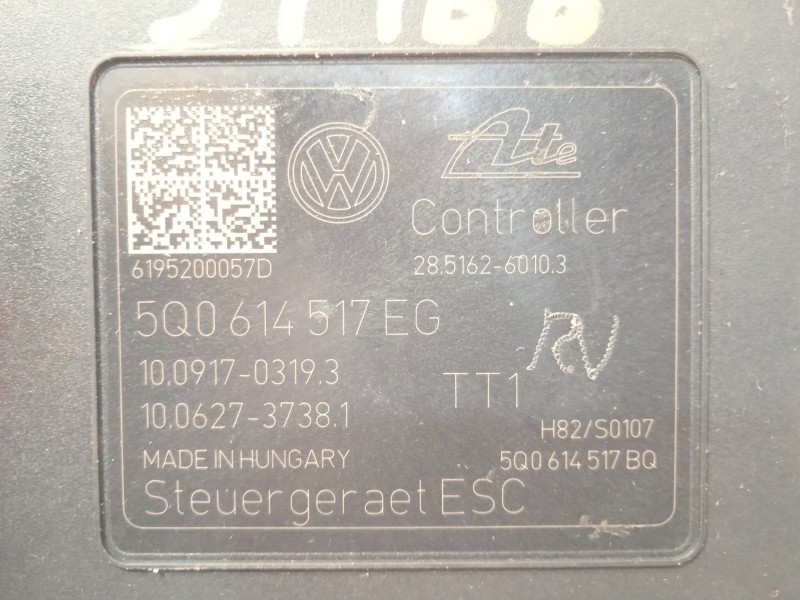 Ate
Controller
6195200057D
28.5162-6010.3
5Q0 614 517 EG
10.0917-0319.3
TT1
RV
10.0627-3738.1
H82/S0107
MADE IN HUNGARY
5Q0 614 517 BQ
Steuergeraet ESC